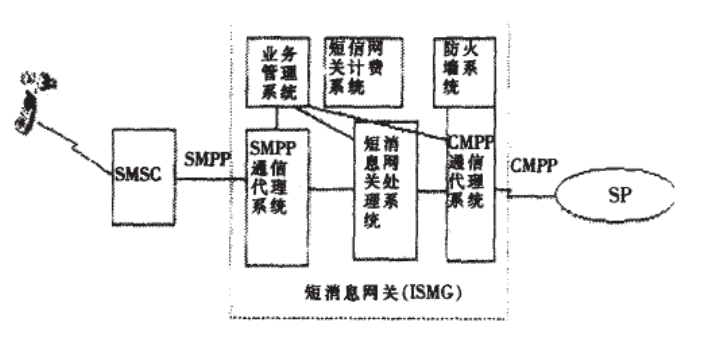 业务
管理
系统
短信网
关计费
系统
防火
墙系
统
SMSC
SMPP
SMPP
通信
代理
系统
短消
息网
关处
理系
统
CMPP
通信
代理
系统
CMPP
SP
短消息网关(ISMG)